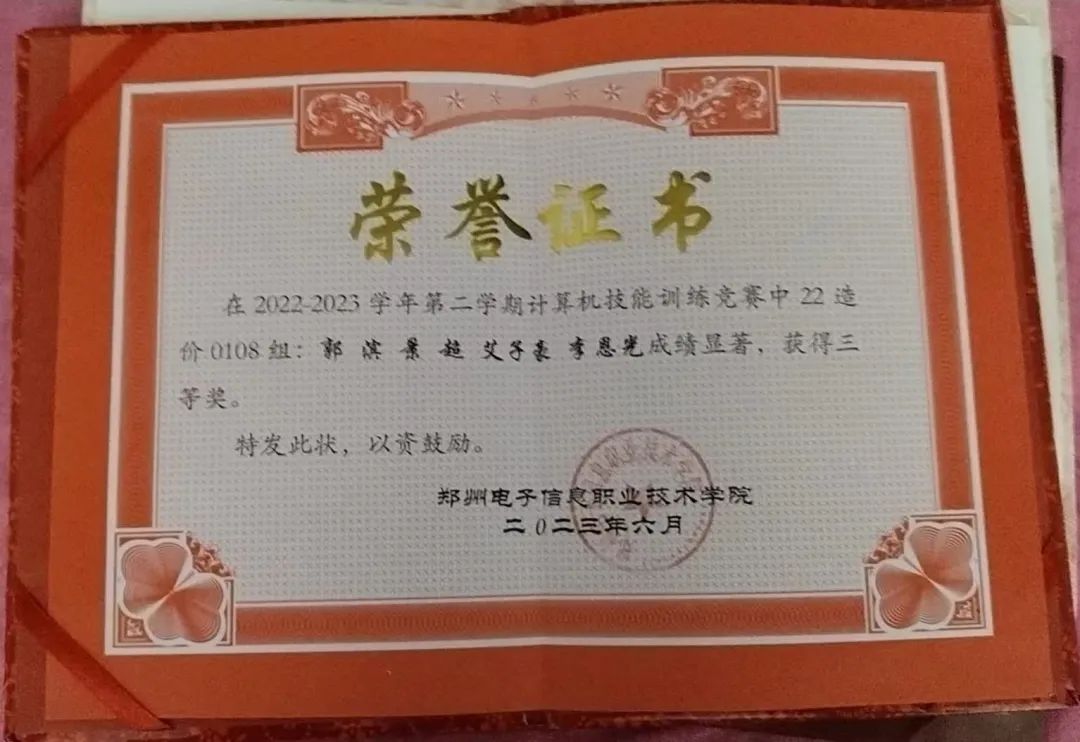 荣誉证书
在2022-2023学年第二学期计算机技能训练竞赛中22造
价0108组：郭滨 景超 艾子豪 李恩光成绩显著，获得三
等奖。
特发此状，以资鼓励。
郑州电子信息职业技术学院
二0二三年六月